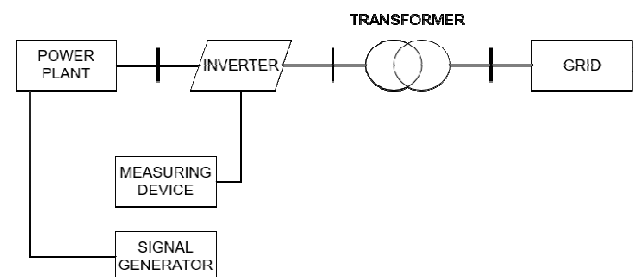 TRANSFORMER
POWER
PLANT
INVERTER
GRID
MEASURING
DEVICE
SIGNAL
GENERATOR